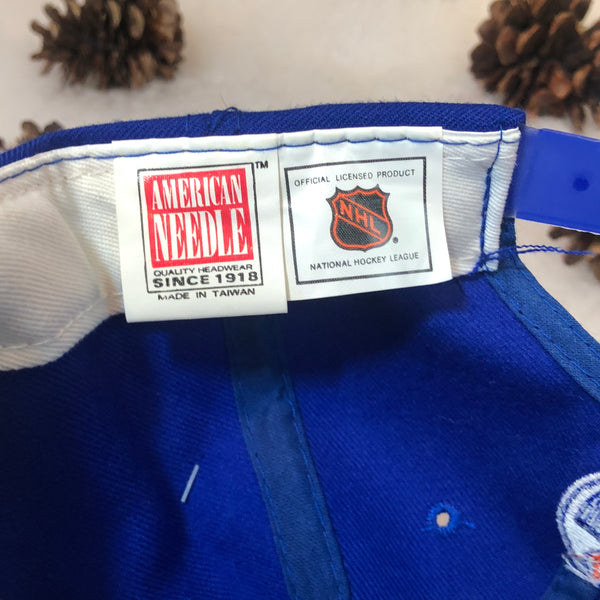 AMERICAN
NEEDLE
TM
QUALITY HEADWEAR
SINCE 1918
MADE IN TAIWAN
OFFICIAL LICENSED PRODUCT
NHL
®
NATIONAL HOCKEY LEAGUE